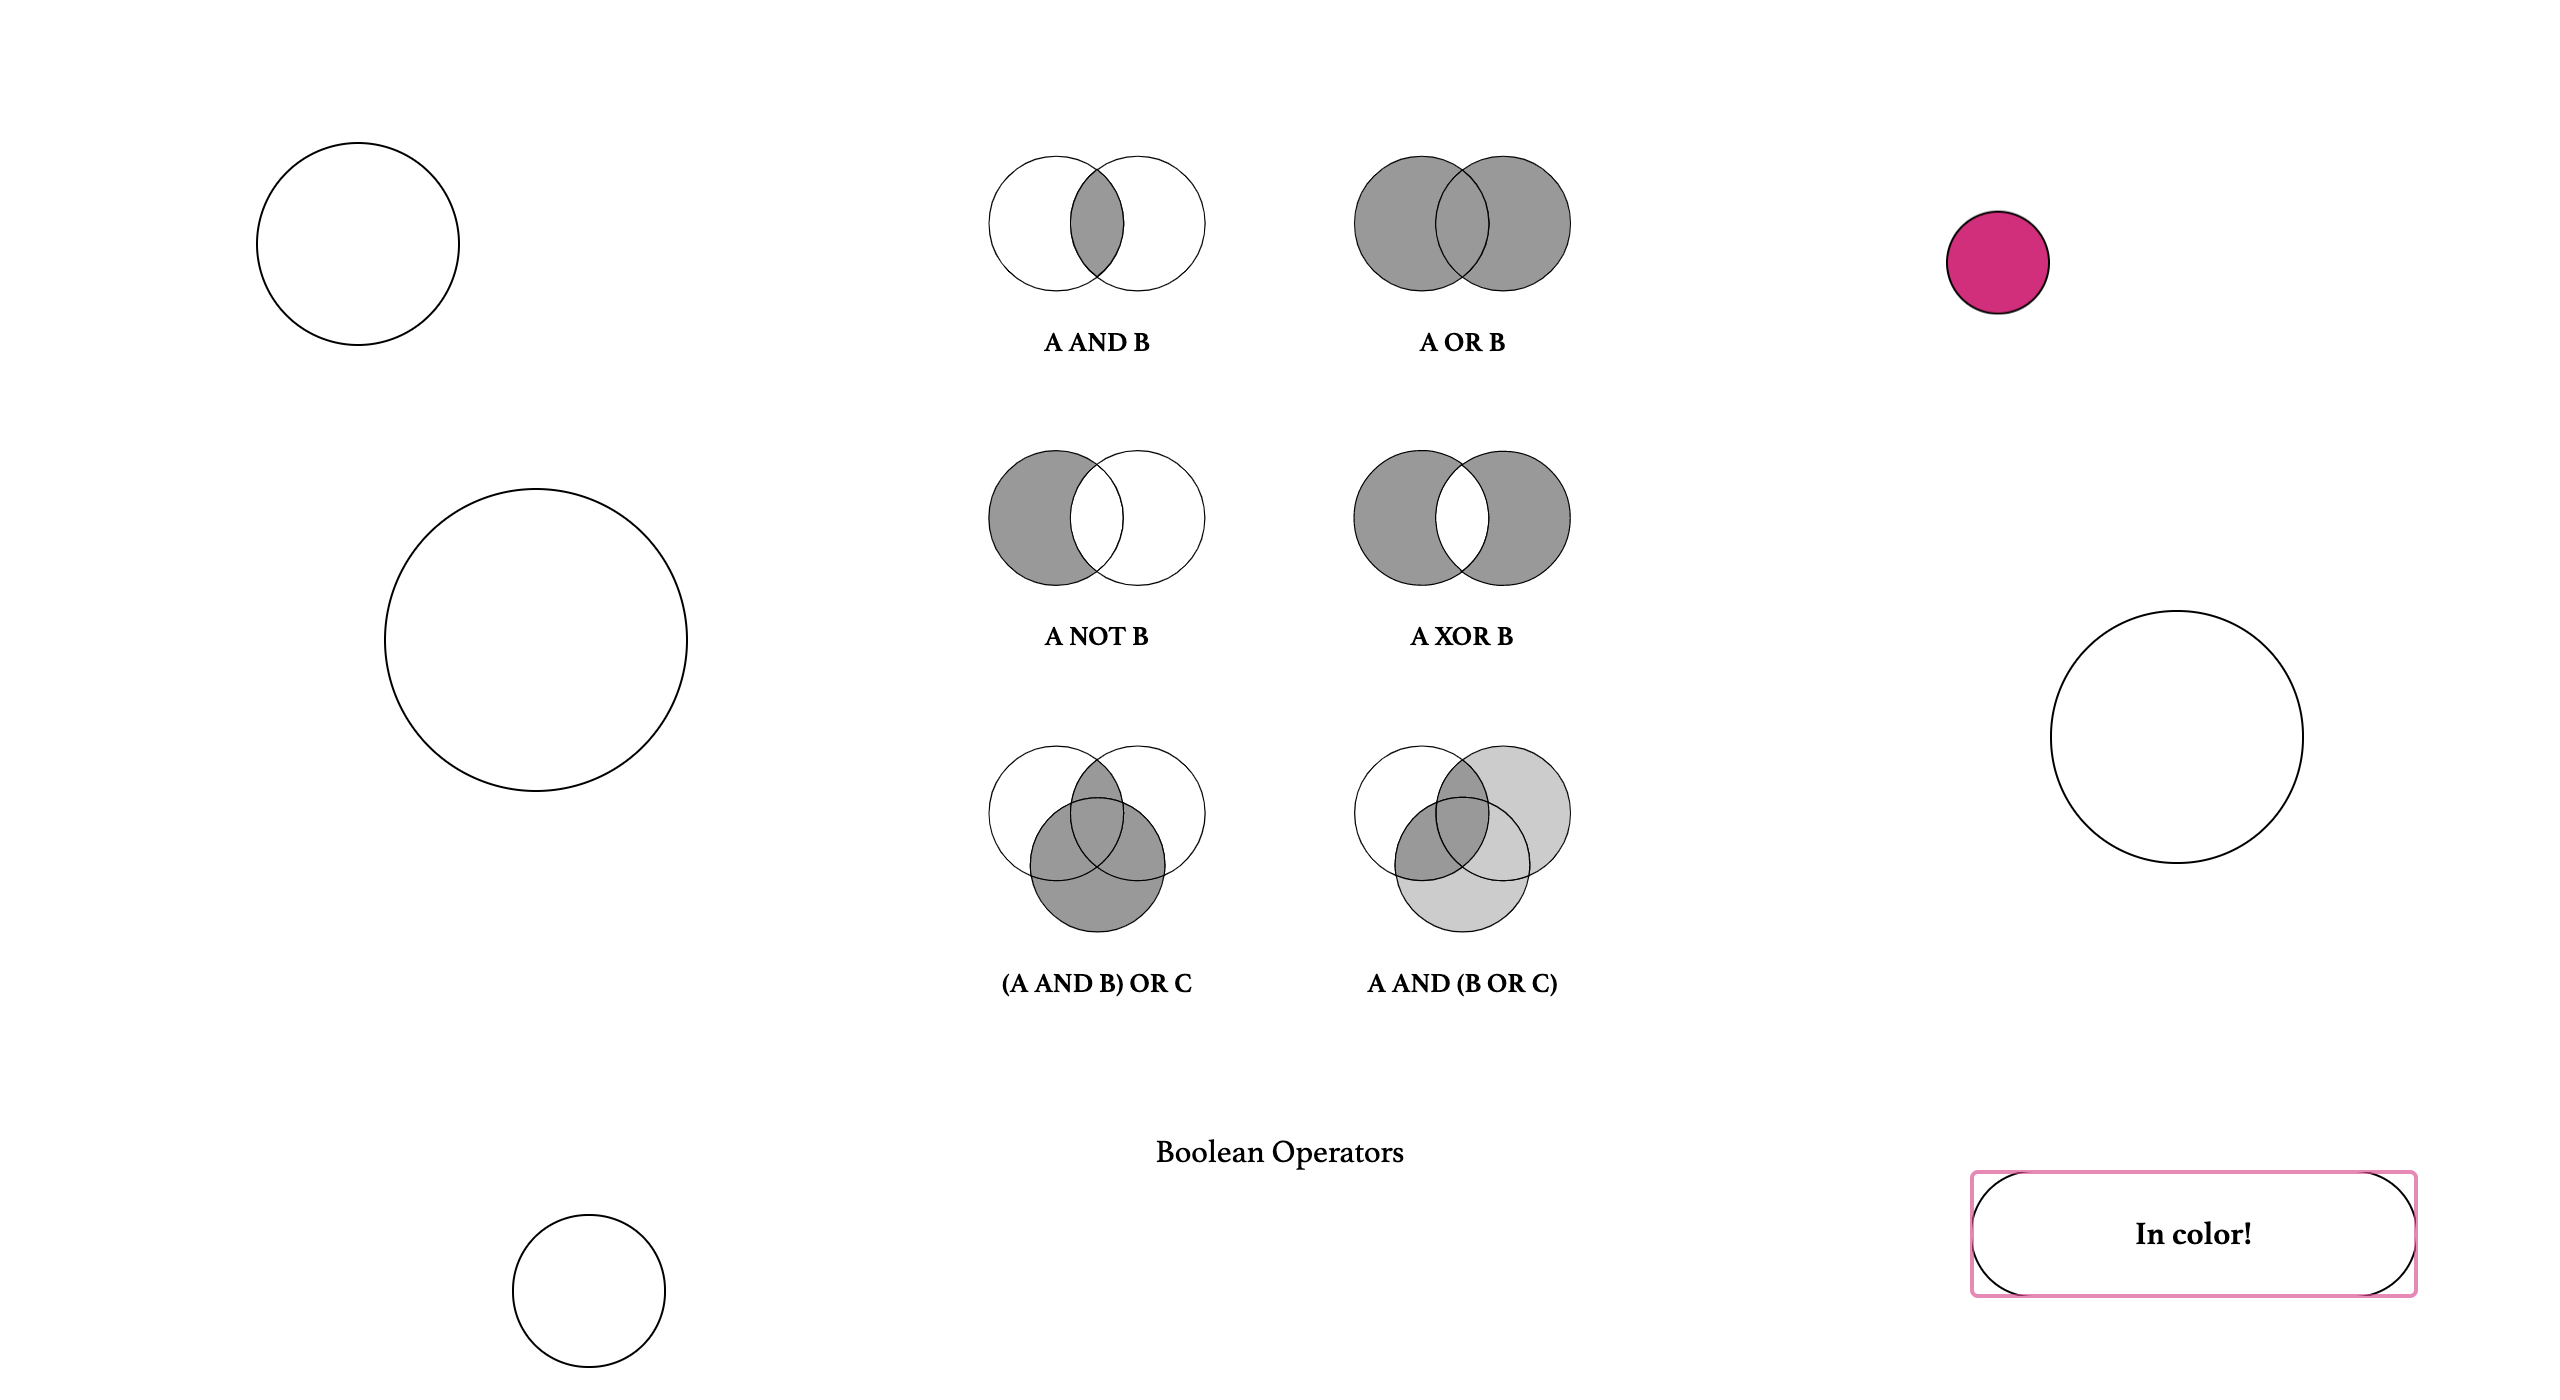 A AND B
A OR B
A NOT B
A XOR B
(A AND B) OR C
A AND (B OR C)
Boolean Operators
In color!